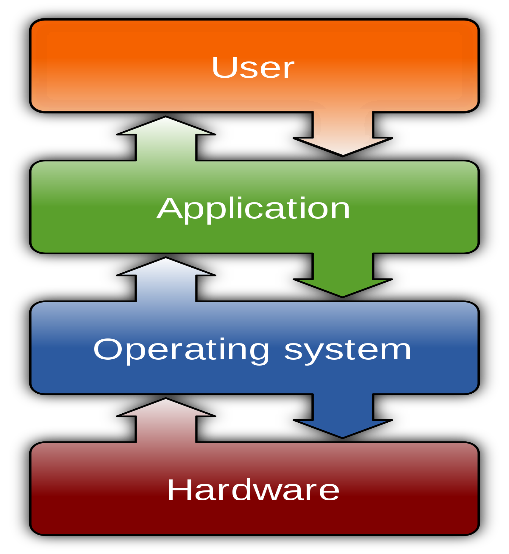 User
Application
Operating system
Hardware